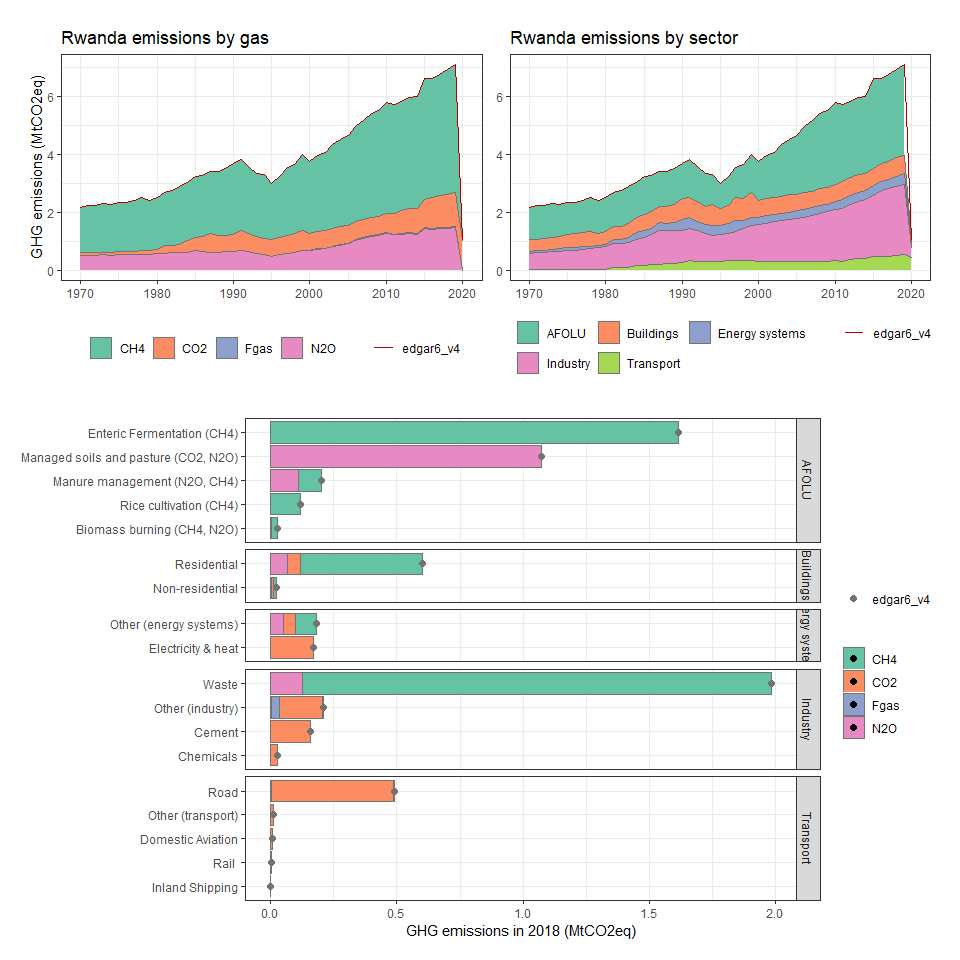 Rwanda emissions by gas
GHG emissions (MtCO2eq)
6
4
2
0
1970 1980 1990 2000 2010 2020
CH4 CO2 Fgas N2O edgar6_v4
Rwanda emissions by sector
6
4
2
0
1970 1980 1990 2000 2010 2020
AFOLU Buildings Energy systems edgar6_v4
Industry Transport
Enteric Fermentation (CH4)
Managed soils and pasture (CO2, N2O)
Manure management (N2O, CH4)
Rice cultivation (CH4)
Biomass burning (CH4, N2O)
AFOLU
Residential
Non-residential
Buildings
Other (energy systems)
Electricity & heat
ergy syste
Waste
Other (industry)
Cement
Chemicals
Industry
Road
Other (transport)
Domestic Aviation
Rail
Inland Shipping
Transport
0.0 0.5 1.0 1.5 2.0
GHG emissions in 2018 (MtCO2eq)
edgar6_v4
CH4
CO2
Fgas
N2O